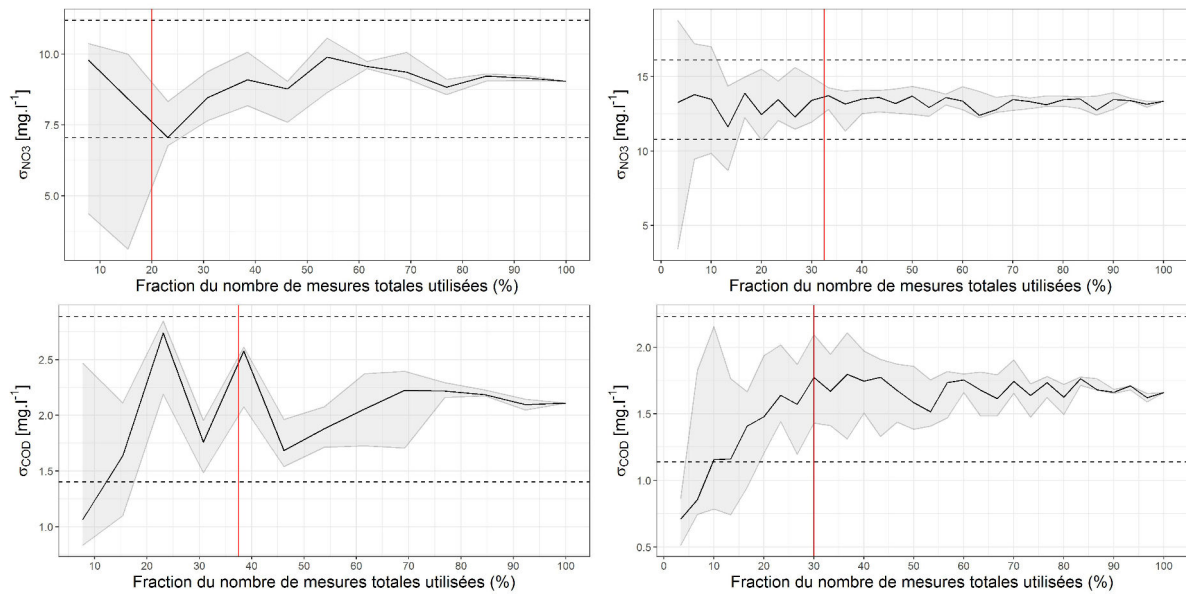 σNO3 [mg.l⁻¹]
10.0
7.5
5.0
10 20 30 40 50 60 70 80 90 100
Fraction du nombre de mesures totales utilisées (%)
σNO3 [mg.l⁻¹]
15
10
5
0 10 20 30 40 50 60 70 80 90 100
Fraction du nombre de mesures totales utilisées (%)
σCOD [mg.l⁻¹]
2.5
2.0
1.5
1.0
10 20 30 40 50 60 70 80 90 100
Fraction du nombre de mesures totales utilisées (%)
σCOD [mg.l⁻¹]
2.0
1.5
1.0
0.5
0 10 20 30 40 50 60 70 80 90 100
Fraction du nombre de mesures totales utilisées (%)